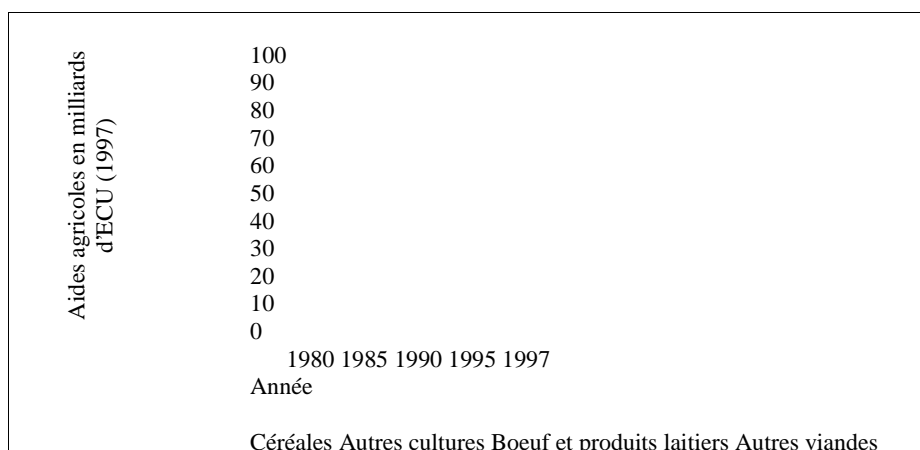 Aides agricoles en milliards
d'ECU (1997)
100
90
80
70
60
50
40
30
20
10
0
1980 1985 1990 1995 1997
Année
Céréales Autres cultures Boeuf et produits laitiers Autres viandes